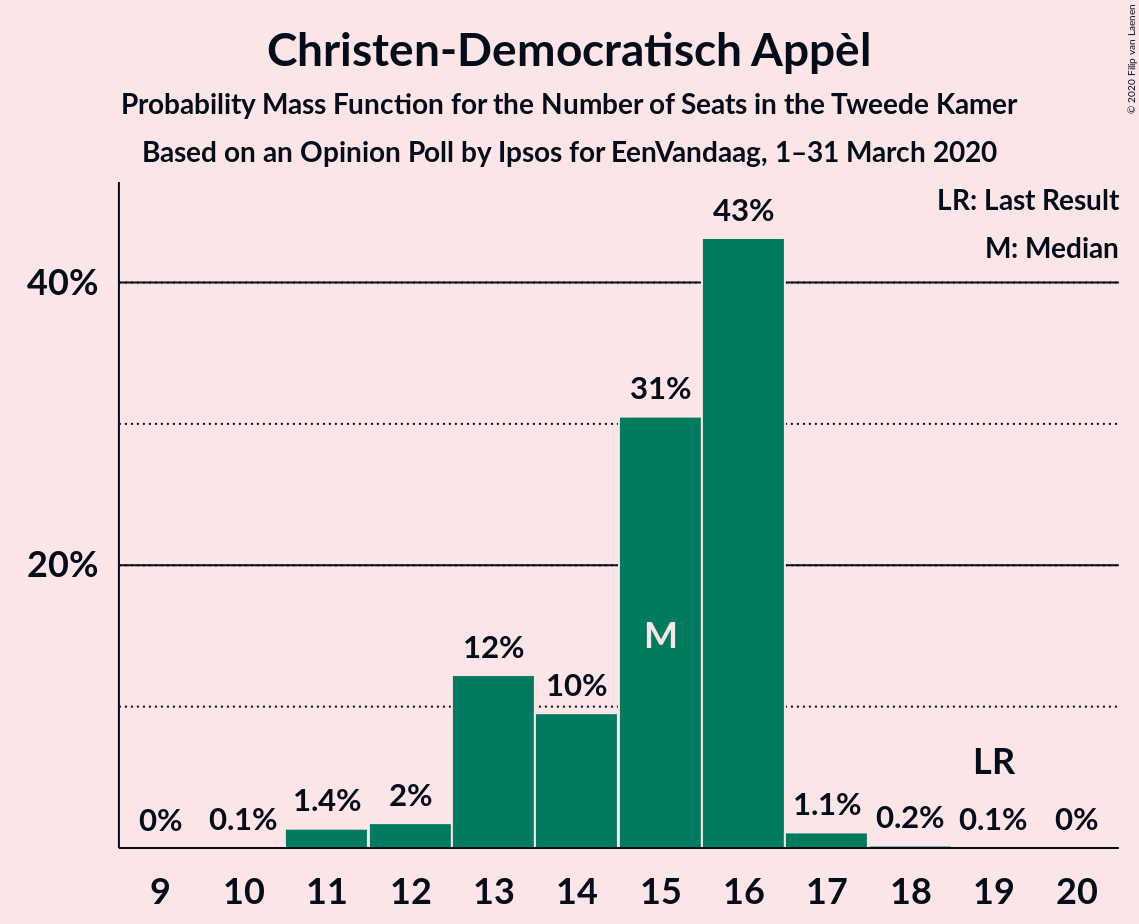 Christen-Democratisch Appèl
Probability Mass Function for the Number of Seats in the Tweede Kamer
Based on an Opinion Poll by Ipsos for EenVandaag, 1–31 March 2020
© 2020 Filip van Laenen
LR: Last Result
M: Median
40%
20%
0%
0.1%
1.4%
2%
12%
10%
31%
43%
1.1%
0.2%
0.1%
0%
M
LR
9 10 11 12 13 14 15 16 17 18 19 20